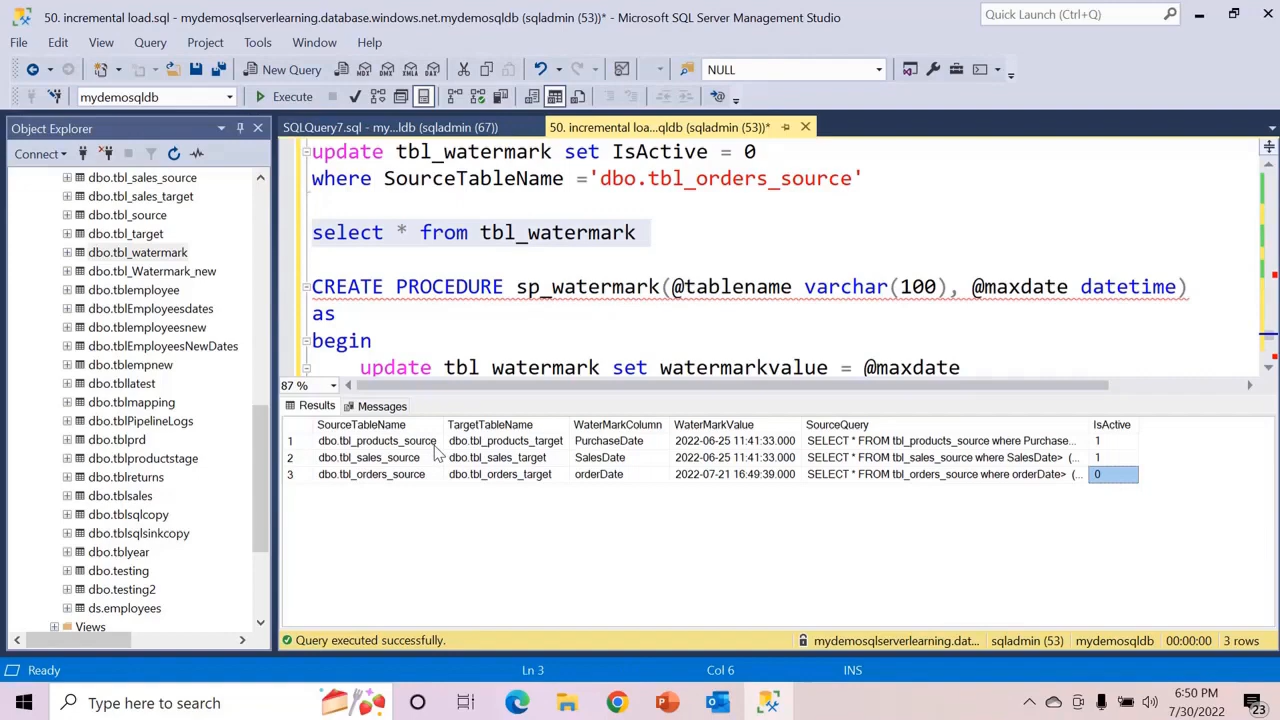 50. incremental load.sql - mydemosqlserverlearning.database.windows.net.mydemosqldb (sqladmin (53))* - Microsoft SQL Server Management Studio
Quick Launch (Ctrl+Q)
File Edit View Query Project Tools Window Help
New Query MDX DMX XMLA DAX NULL
mydemosqldb Execute
Object Explorer
SQLQuery7.sql - my...ldb (sqladmin (67))
50. incremental loa...qldb (sqladmin (53))*
Connect
dbo.tbl_sales_source
dbo.tbl_sales_target
dbo.tbl_source
dbo.tbl_target
dbo.tbl_watermark
dbo.tbl_Watermark_new
dbo.tblemployee
dbo.tblEmployeesdates
dbo.tblemployeesnew
dbo.tblEmployeesNewDates
dbo.tblempnew
dbo.tbllatest
dbo.tblmapping
dbo.tblPipelineLogs
dbo.tblprd
dbo.tblproductstage
dbo.tblreturns
dbo.tblsales
dbo.tblsqlcopy
dbo.tblsqlsinkcopy
dbo.tblyear
dbo.testing
dbo.testing2
ds.employees
Views
update tbl_watermark set IsActive = 0
where SourceTableName ='dbo.tbl_orders_source'
select * from tbl_watermark
CREATE PROCEDURE sp_watermark(@tablename varchar(100), @maxdate datetime)
as
begin
update tbl_watermark set watermarkvalue = @maxdate
87 %
Results Messages
SourceTableName TargetTableName WaterMarkColumn WaterMarkValue SourceQuery IsActive
1 dbo.tbl_products_source dbo.tbl_products_target PurchaseDate 2022-06-25 11:41:33.000 SELECT * FROM tbl_products_source where Purchase... 1
2 dbo.tbl_sales_source dbo.tbl_sales_target SalesDate 2022-06-25 11:41:33.000 SELECT * FROM tbl_sales_source where SalesDate> (... 1
3 dbo.tbl_orders_source dbo.tbl_orders_target orderDate 2022-07-21 16:49:39.000 SELECT * FROM tbl_orders_source where orderDate> (... 0
Query executed successfully. mydemosqlserverlearning.dat... sqladmin (53) mydemosqldb 00:00:00 3 rows
Ready Ln 3 Col 6 INS
Type here to search
6:50 PM
7/30/2022
23